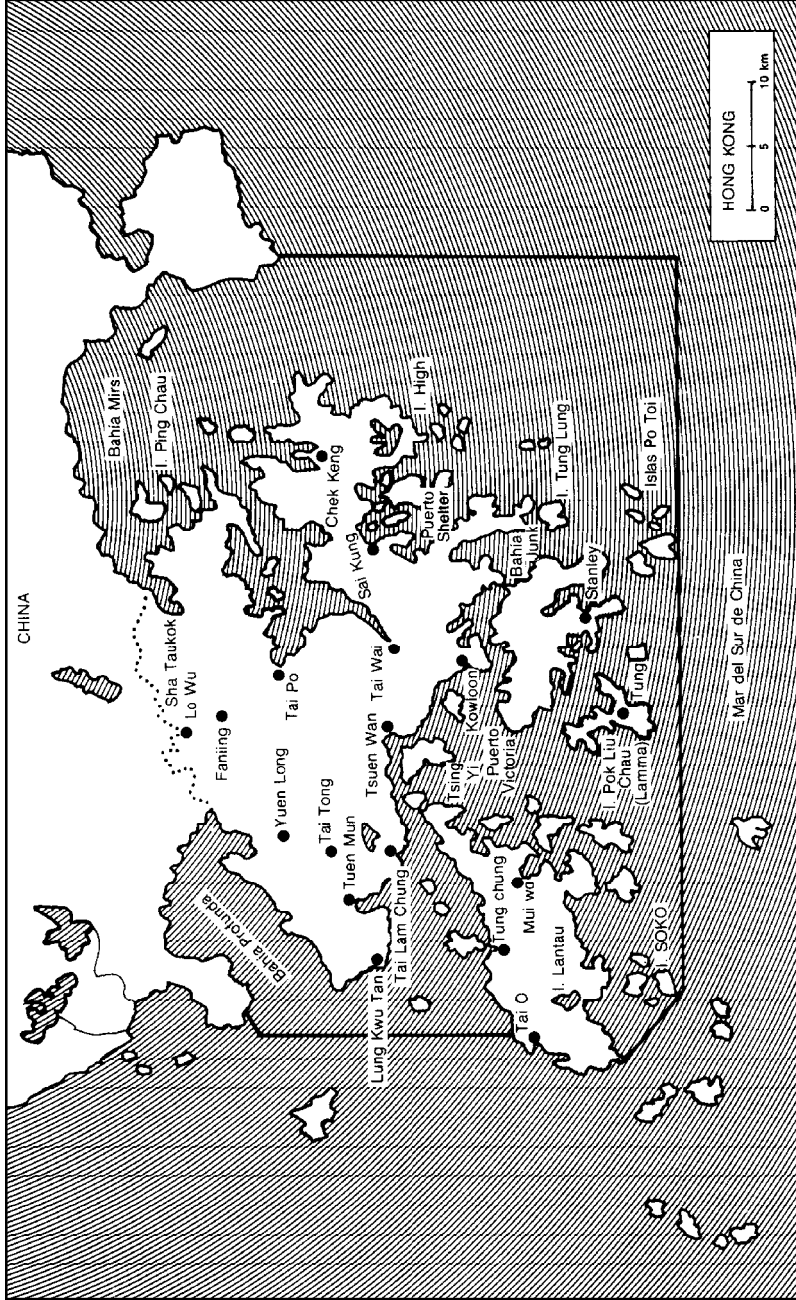 CHINA
Bahia Mirs
I. Ping Chau
Sha Taukok
Lo Wu
Faniing
Tai Po
Yuen Long
Tai Tong
Tuen Mun
Bahia Profunda
Chek Keng
I. High
Sai Kung
Puerto
Shelter
Tai Wai
Tsuen Wan
Lung Kwu Tan
Tai Lam Chung
Kowloon
Tsing
Yi
Puerto
Victoria
Bahia
Junk
I. Tung Lung
Stanley
Islas Po Toi
Tung
I. Pok Liu
Chau
(Lamma)
Tung chung
Mui wo
I. Lantau
Tai O
I. SOKO
Mar del Sur de China
HONG KONG
0 5 10 km